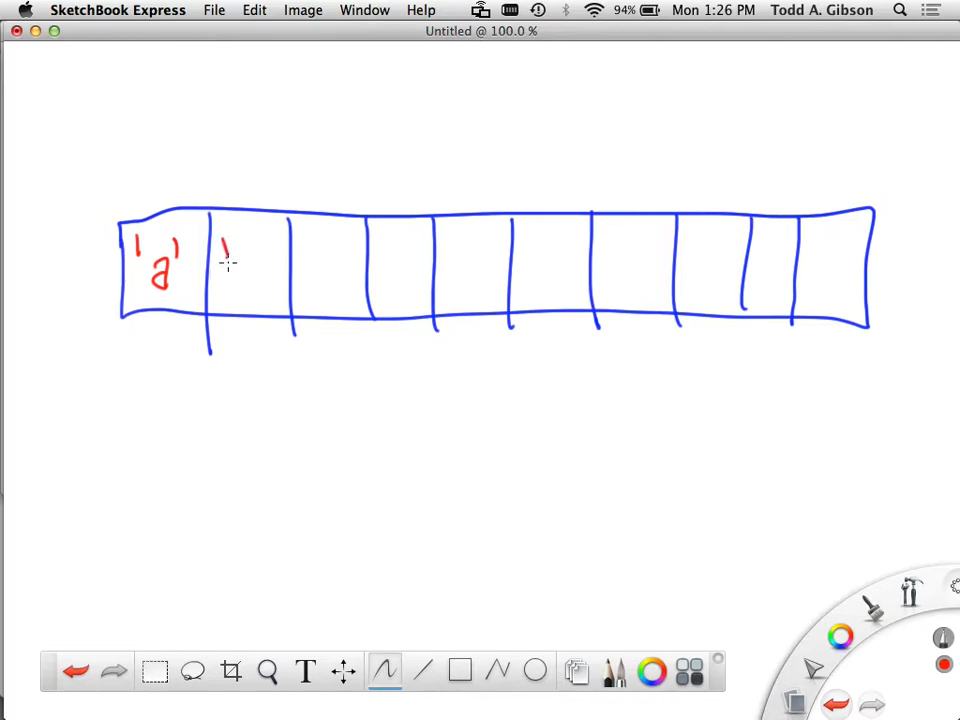 SketchBook Express File Edit Image Window Help 94% Mon 1:26 PM Todd A. Gibson
Untitled @ 100.0 %
'a' '
T